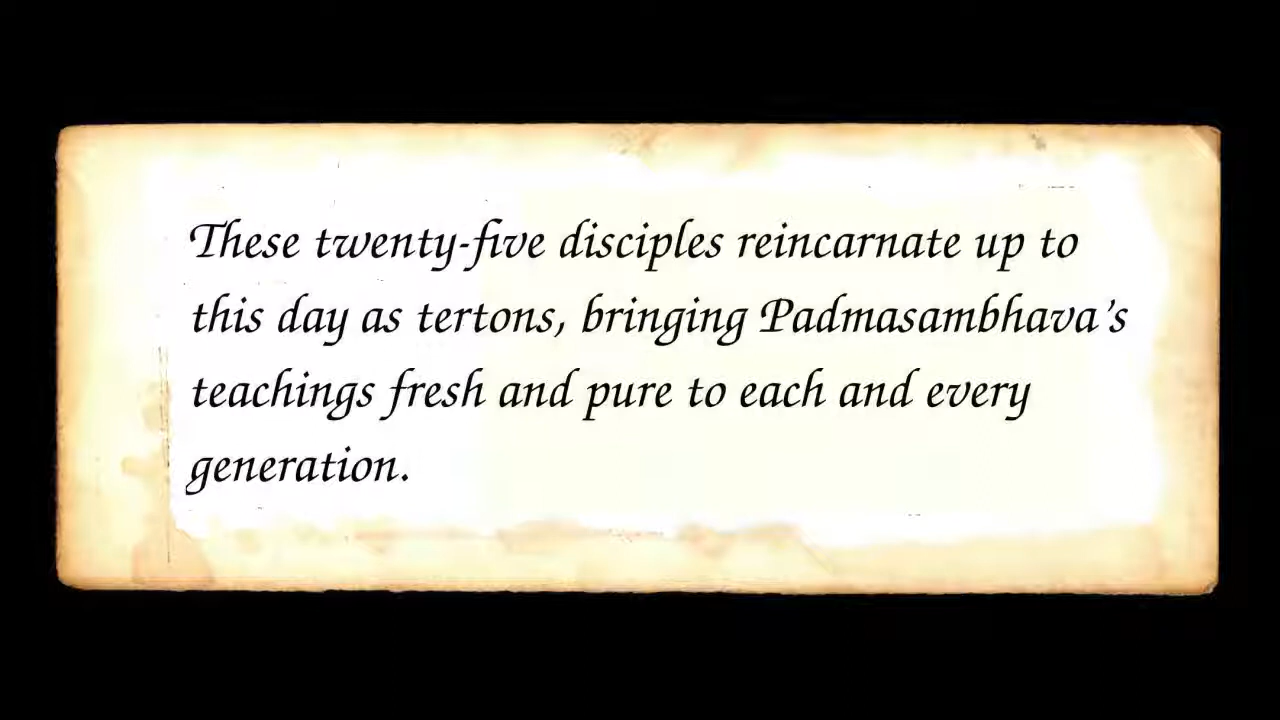 These twenty-five disciples reincarnate up to
this day as tertons, bringing Padmasambhava’s
teachings fresh and pure to each and every
generation.